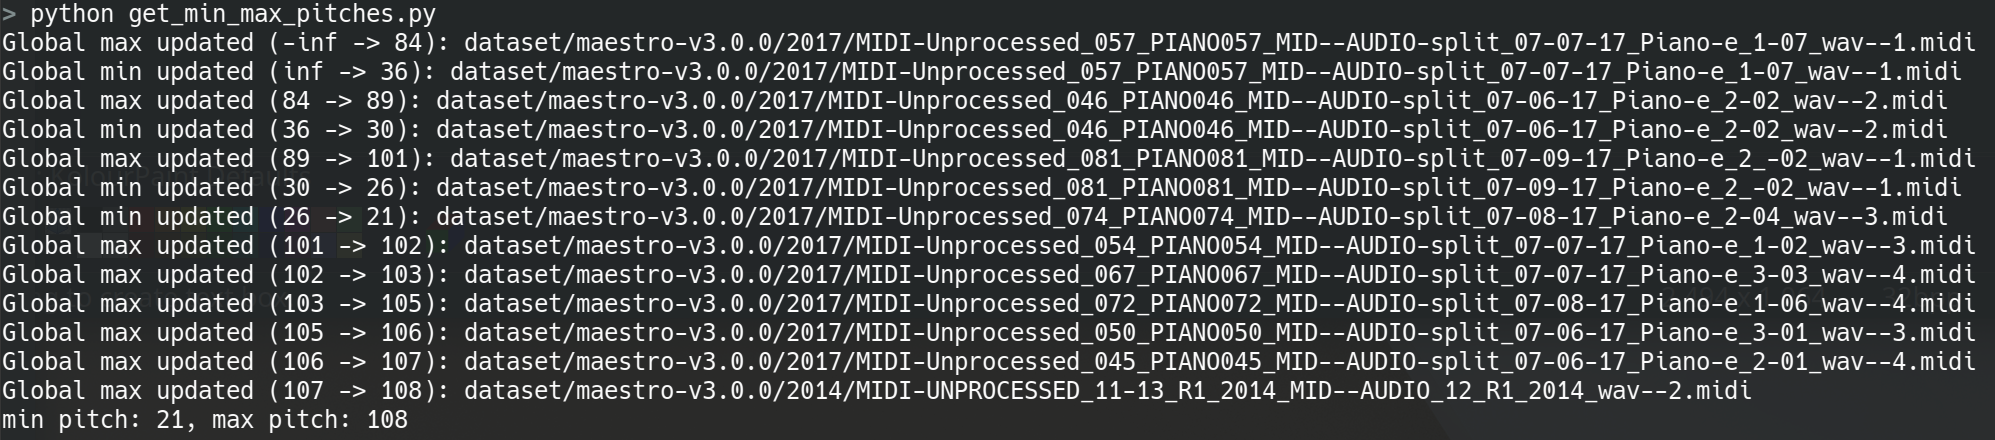 > python get_min_max_pitches.py
Global max updated (-inf -> 84): dataset/maestro-v3.0.0/2017/MIDI-Unprocessed_057_PIANO057_MID--AUDIO-split_07-07-17_Piano-e_1-07_wav--1.midi
Global min updated (inf -> 36): dataset/maestro-v3.0.0/2017/MIDI-Unprocessed_057_PIANO057_MID--AUDIO-split_07-07-17_Piano-e_1-07_wav--1.midi
Global max updated (84 -> 89): dataset/maestro-v3.0.0/2017/MIDI-Unprocessed_046_PIANO046_MID--AUDIO-split_07-06-17_Piano-e_2-02_wav--2.midi
Global min updated (36 -> 30): dataset/maestro-v3.0.0/2017/MIDI-Unprocessed_046_PIANO046_MID--AUDIO-split_07-06-17_Piano-e_2-02_wav--2.midi
Global max updated (89 -> 101): dataset/maestro-v3.0.0/2017/MIDI-Unprocessed_081_PIANO081_MID--AUDIO-split_07-09-17_Piano-e_2_-02_wav--1.midi
Global min updated (30 -> 26): dataset/maestro-v3.0.0/2017/MIDI-Unprocessed_081_PIANO081_MID--AUDIO-split_07-09-17_Piano-e_2_-02_wav--1.midi
Global min updated (26 -> 21): dataset/maestro-v3.0.0/2017/MIDI-Unprocessed_074_PIANO074_MID--AUDIO-split_07-08-17_Piano-e_2-04_wav--3.midi
Global max updated (101 -> 102): dataset/maestro-v3.0.0/2017/MIDI-Unprocessed_054_PIANO054_MID--AUDIO-split_07-07-17_Piano-e_1-02_wav--3.midi
Global max updated (102 -> 103): dataset/maestro-v3.0.0/2017/MIDI-Unprocessed_067_PIANO067_MID--AUDIO-split_07-07-17_Piano-e_3-03_wav--4.midi
Global max updated (103 -> 105): dataset/maestro-v3.0.0/2017/MIDI-Unprocessed_072_PIANO072_MID--AUDIO-split_07-08-17_Piano-e_1-06_wav--4.midi
Global max updated (105 -> 106): dataset/maestro-v3.0.0/2017/MIDI-Unprocessed_050_PIANO050_MID--AUDIO-split_07-06-17_Piano-e_3-01_wav--3.midi
Global max updated (106 -> 107): dataset/maestro-v3.0.0/2017/MIDI-Unprocessed_045_PIANO045_MID--AUDIO-split_07-06-17_Piano-e_2-01_wav--4.midi
Global max updated (107 -> 108): dataset/maestro-v3.0.0/2014/MIDI-UNPROCESSED_11-13_R1_2014_MID--AUDIO_12_R1_2014_wav--2.midi
min pitch: 21, max pitch: 108